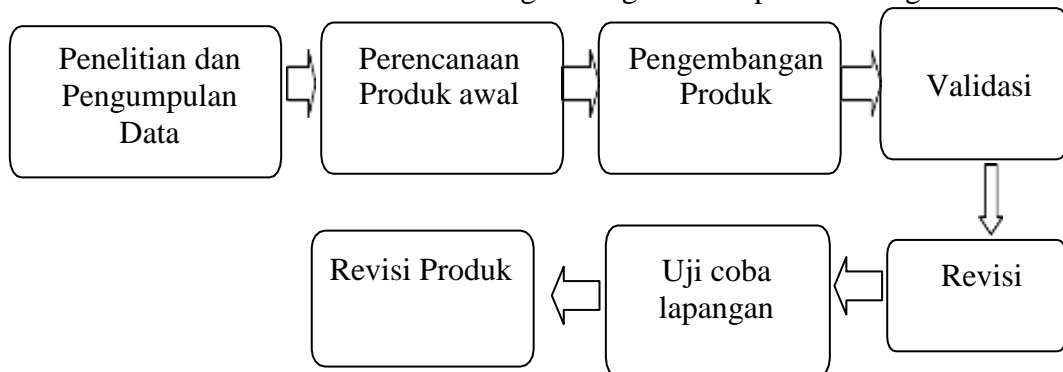 Penelitian dan
Pengumpulan
Data
Perencanaan
Produk awal
Pengembangan
Produk
Validasi
Revisi
Uji coba
lapangan
Revisi Produk